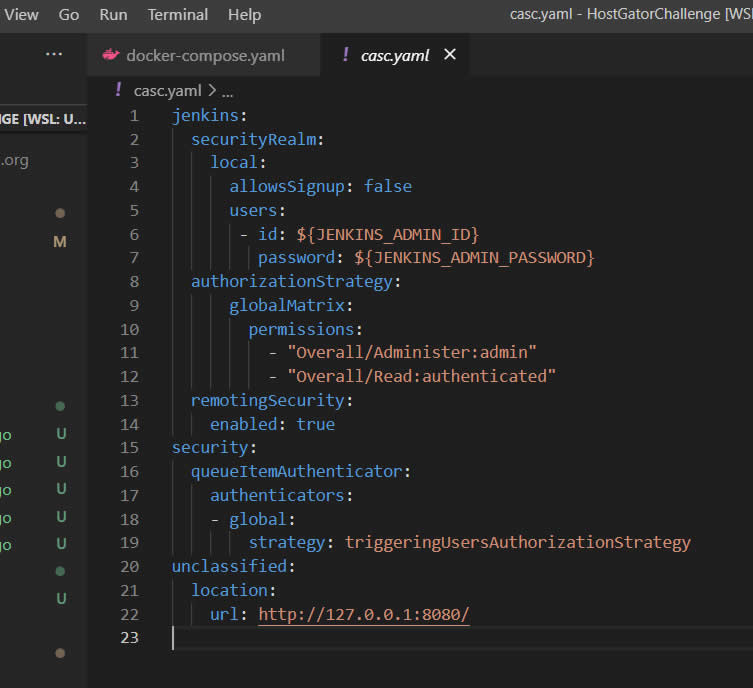 View Go Run Terminal Help casc.yaml - HostGatorChallenge [WS
... docker-compose.yaml ! casc.yaml ×
! casc.yaml > ...
GE [WSL: U...
.org
M
go U
go U
go U
go U
go U
U
1 jenkins:
2   securityRealm:
3     local:
4       allowsSignup: false
5       users:
6        - id: ${JENKINS_ADMIN_ID}
7          password: ${JENKINS_ADMIN_PASSWORD}
8   authorizationStrategy:
9       globalMatrix:
10         permissions:
11           - "Overall/Administer:admin"
12           - "Overall/Read:authenticated"
13   remotingSecurity:
14     enabled: true
15 security:
16   queueItemAuthenticator:
17     authenticators:
18     - global:
19         strategy: triggeringUsersAuthorizationStrategy
20 unclassified:
21   location:
22     url: http://127.0.0.1:8080/
23